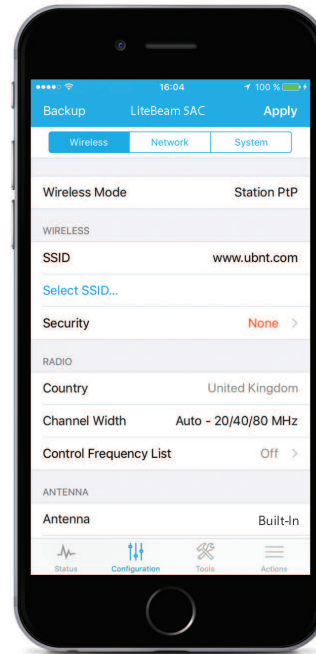 16:04
100 %
Backup LiteBeam 5AC Apply
Wireless Network System
Wireless Mode Station PtP
WIRELESS
SSID www.ubnt.com
Select SSID...
Security None
RADIO
Country United Kingdom
Channel Width Auto - 20/40/80 MHz
Control Frequency List Off
ANTENNA
Antenna Built-In
Status Configuration Tools Actions